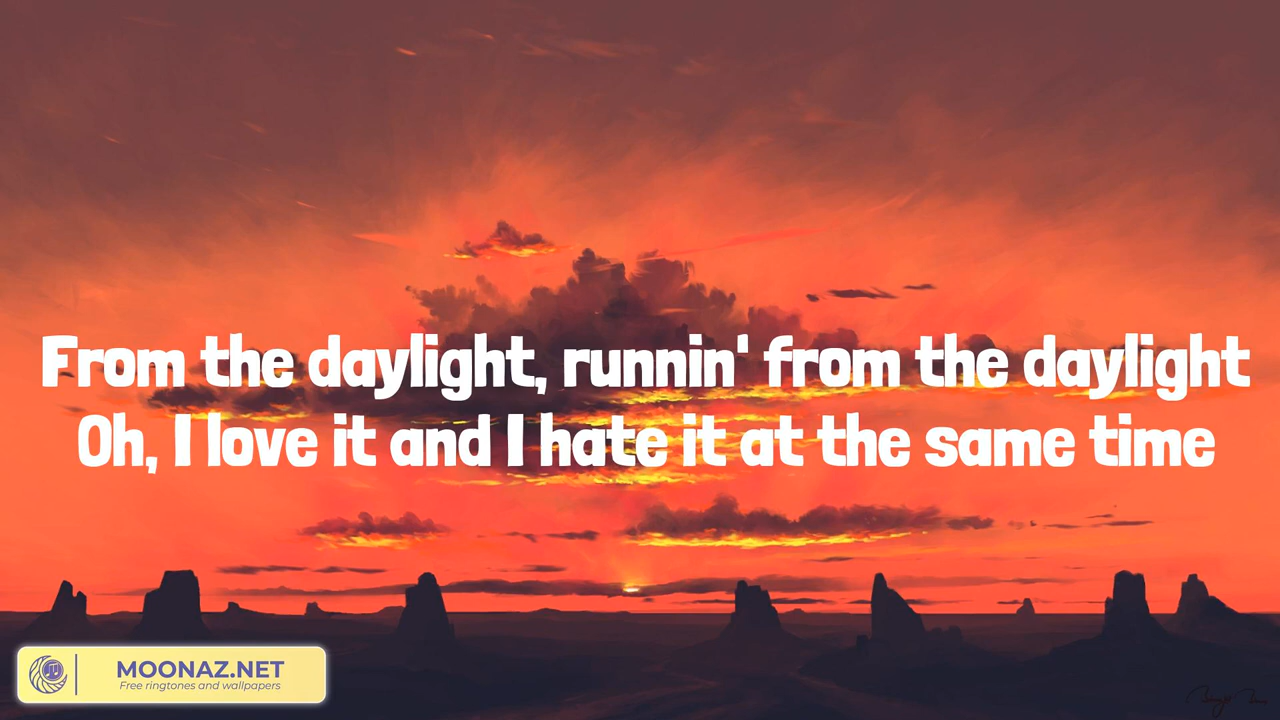 From the daylight, runnin' from the daylight
Oh, I love it and I hate it at the same time
MOONAZ.NET
Free ringtones and wallpapers